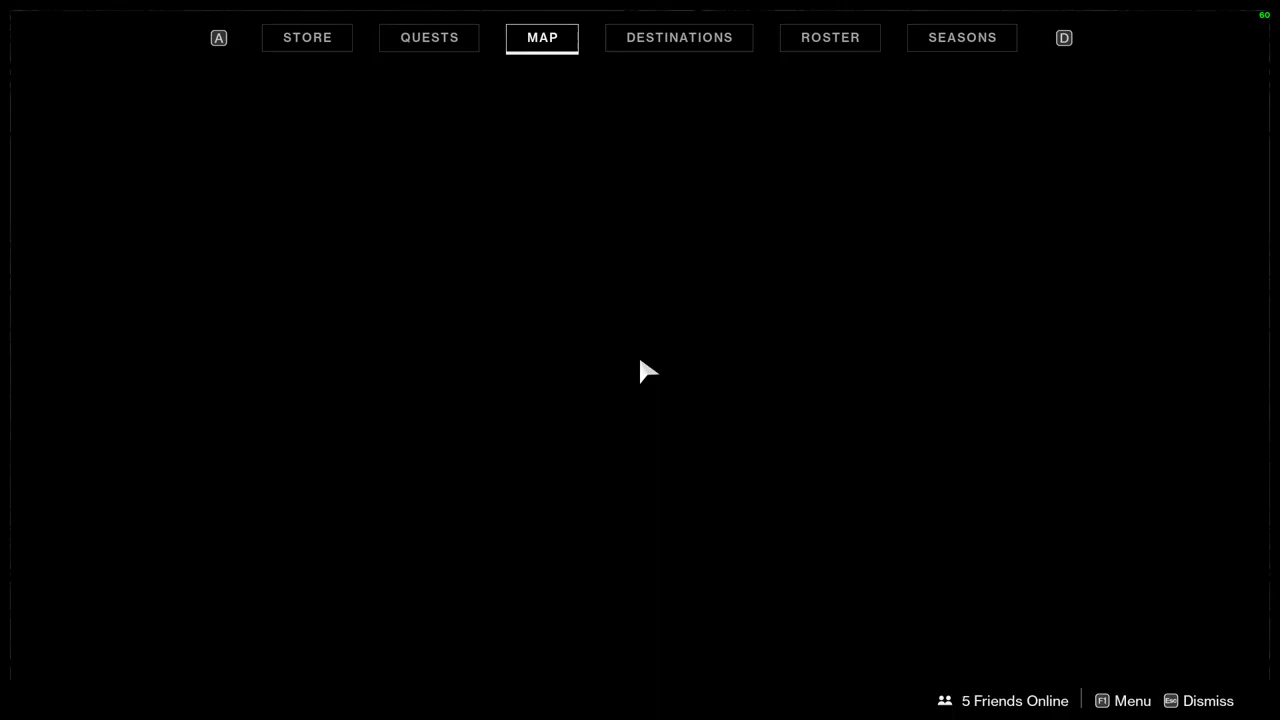 60
A STORE QUESTS MAP DESTINATIONS ROSTER SEASONS D
5 Friends Online F1 Menu Esc Dismiss